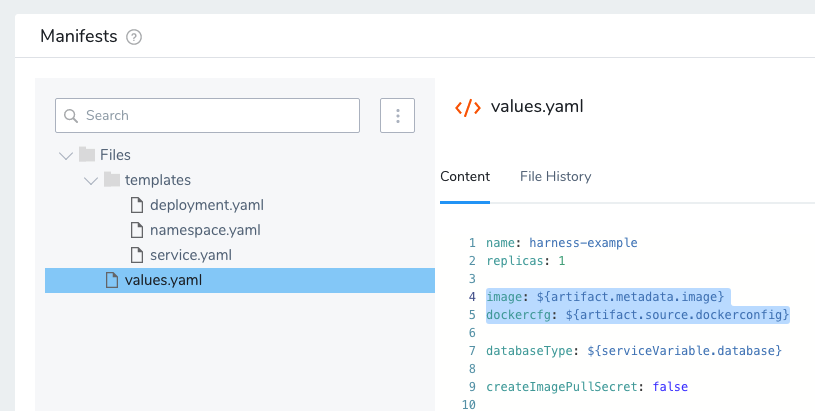 Manifests ?
Search
Files
templates
deployment.yaml
namespace.yaml
service.yaml
values.yaml
</> values.yaml
Content File History
1 name: harness-example
2 replicas: 1
3
4 image: ${artifact.metadata.image}
5 dockercfg: ${artifact.source.dockerconfig}
6
7 databaseType: ${serviceVariable.database}
8
9 createImagePullSecret: false
10